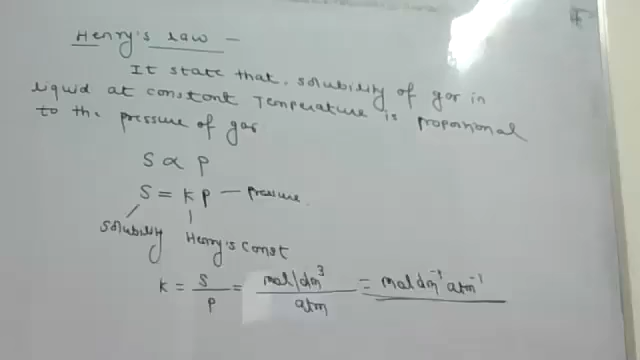 Henry's law -
It state that, solubility of gas in
liquid at constant Temperature is proportional
to the pressure of gas
S ∝ P
S = K P — pressure
solubility Henry's const
K = S/P = mol/dm³ / atm = mol dm⁻¹ atm⁻¹